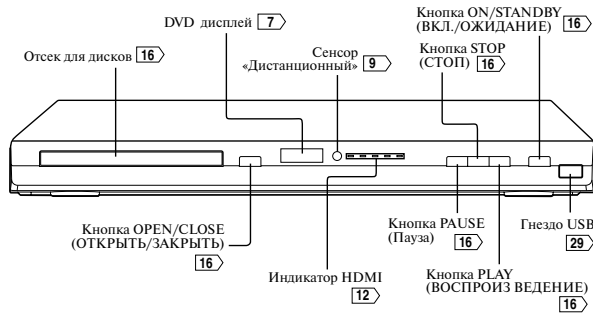 DVD дисплей 7
Кнопка ON/STANDBY
(ВКЛ./ОЖИДАНИЕ) 16
Отсек для дисков 16
Сенсор
«Дистанционный» 9
Кнопка STOP
(СТОП) 16
Кнопка OPEN/CLOSE
(ОТКРЫТЬ/ЗАКРЫТЬ)
16
Индикатор HDMI
12
Кнопка PAUSE
(Пауза)
16
Кнопка PLAY
(ВОСПРОИЗ ВЕДЕНИЕ)
16
Гнездо USB
29